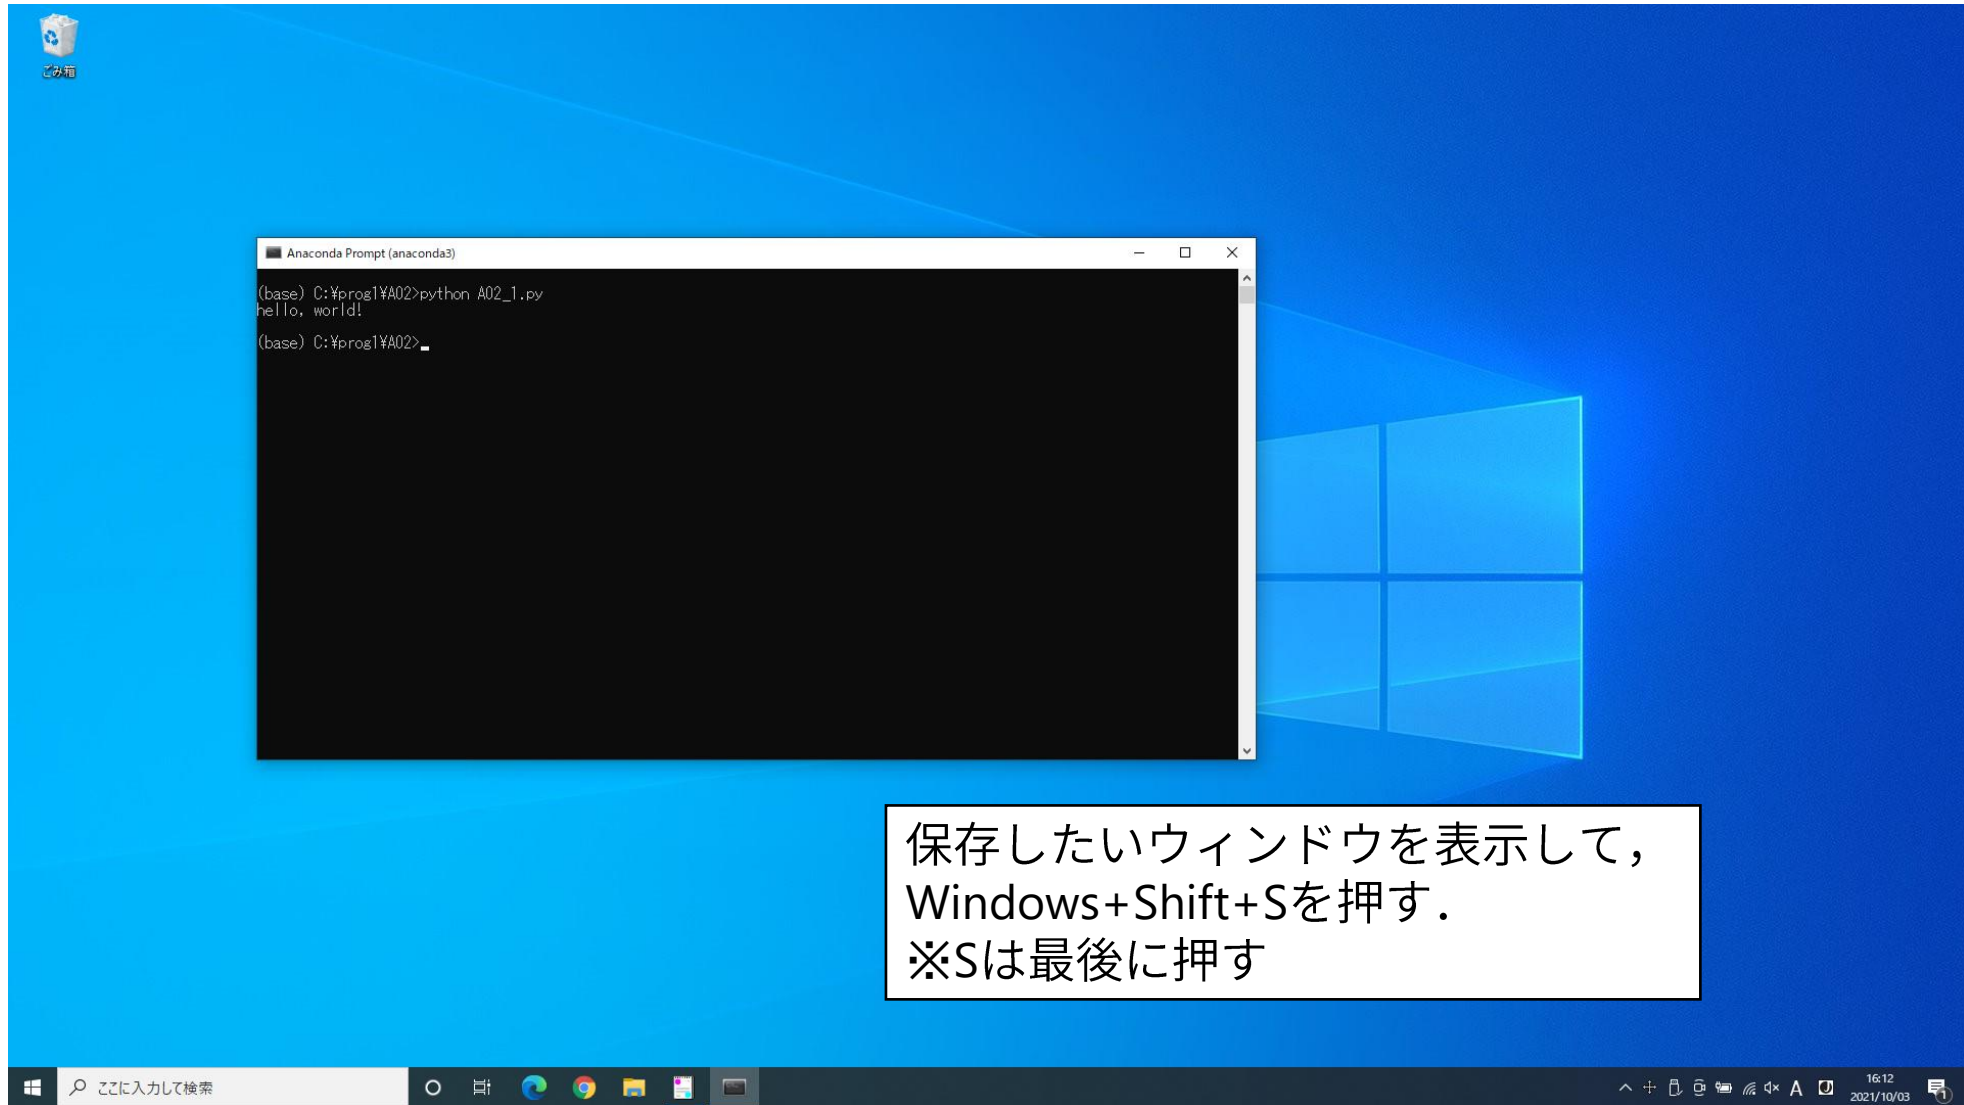 ごみ箱
Anaconda Prompt (anaconda3)
(base) C:¥prog1¥A02>python A02_1.py
hello, world!
(base) C:¥prog1¥A02>
保存したいウィンドウを表示して，
Windows+Shift+Sを押す．
※Sは最後に押す
ここに入力して検索
A
16:12
2021/10/03
1